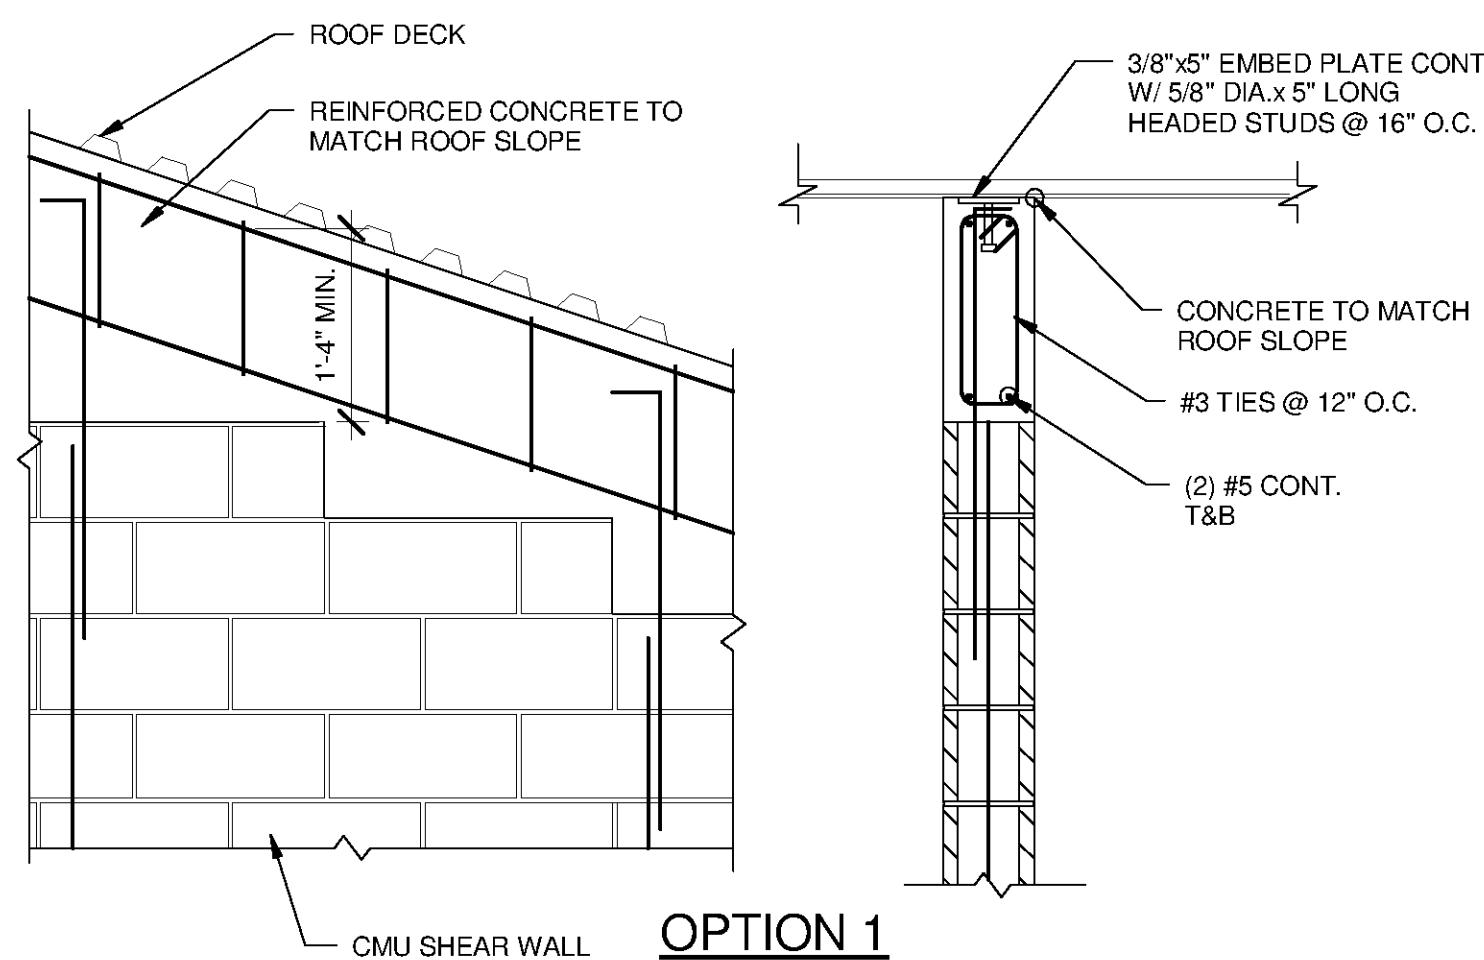 ROOF DECK
REINFORCED CONCRETE TO
MATCH ROOF SLOPE
1'-4" MIN.
CMU SHEAR WALL
3/8"x5" EMBED PLATE CONT
W/ 5/8" DIA.x 5" LONG
HEADED STUDS @ 16" O.C.
CONCRETE TO MATCH
ROOF SLOPE
#3 TIES @ 12" O.C.
(2) #5 CONT.
T&B
OPTION 1